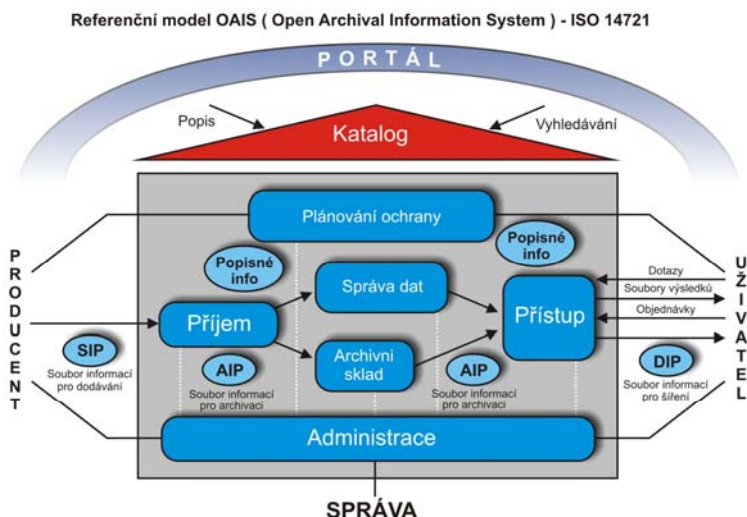 Referenční model OAIS ( Open Archival Information System ) - ISO 14721
PORTÁL
Popis
Vyhledávání
Katalog
Plánování ochrany
Popisné
info
Popisné
info
Správa dat
Příjem
Archivni
sklad
Přístup
Dotazy
Soubory výsledků
Objednávky
PRODUCENT
UŽIVATEL
SIP
Soubor informací
pro dodávání
AIP
Soubor informací
pro archivaci
AIP
Soubor informací
pro archivaci
DIP
Soubor informací
pro šíření
Administrace
SPRÁVA